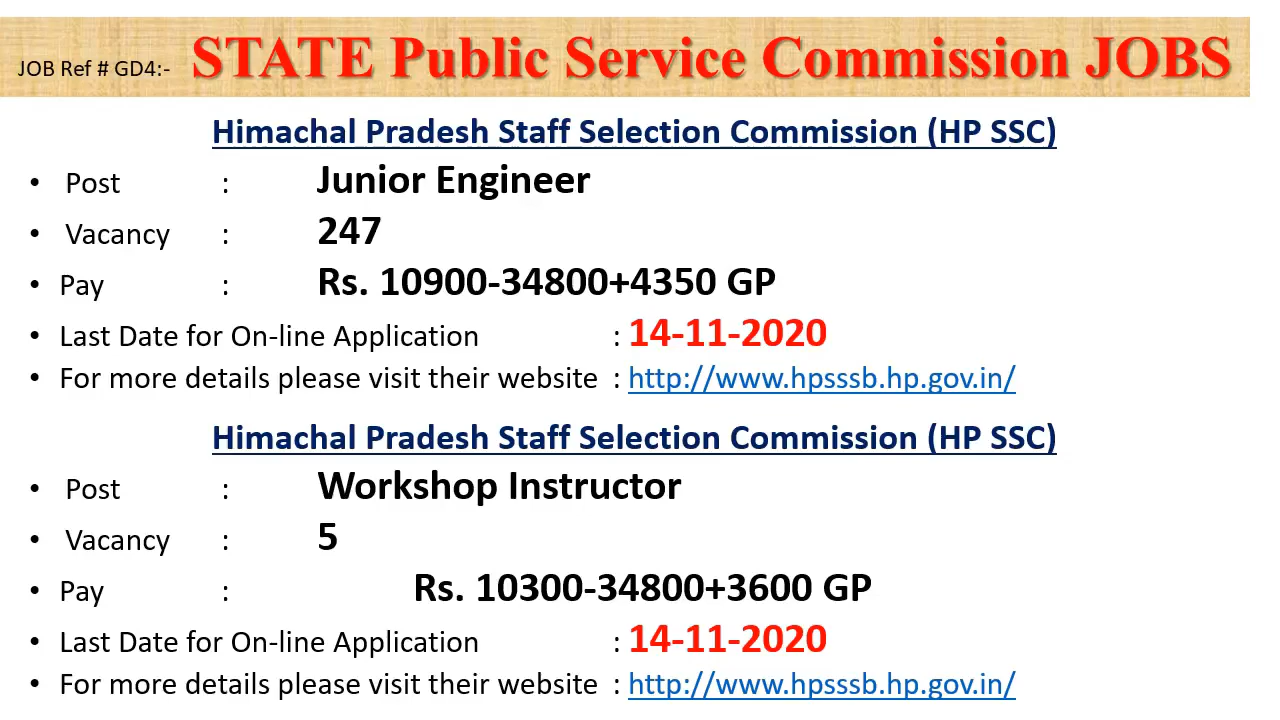 JOB Ref # GD4:- STATE Public Service Commission JOBS
Himachal Pradesh Staff Selection Commission (HP SSC)
• Post : Junior Engineer
• Vacancy : 247
• Pay : Rs. 10900-34800+4350 GP
• Last Date for On-line Application : 14-11-2020
• For more details please visit their website : http://www.hpsssb.hp.gov.in/
Himachal Pradesh Staff Selection Commission (HP SSC)
• Post : Workshop Instructor
• Vacancy : 5
• Pay : Rs. 10300-34800+3600 GP
• Last Date for On-line Application : 14-11-2020
• For more details please visit their website : http://www.hpsssb.hp.gov.in/